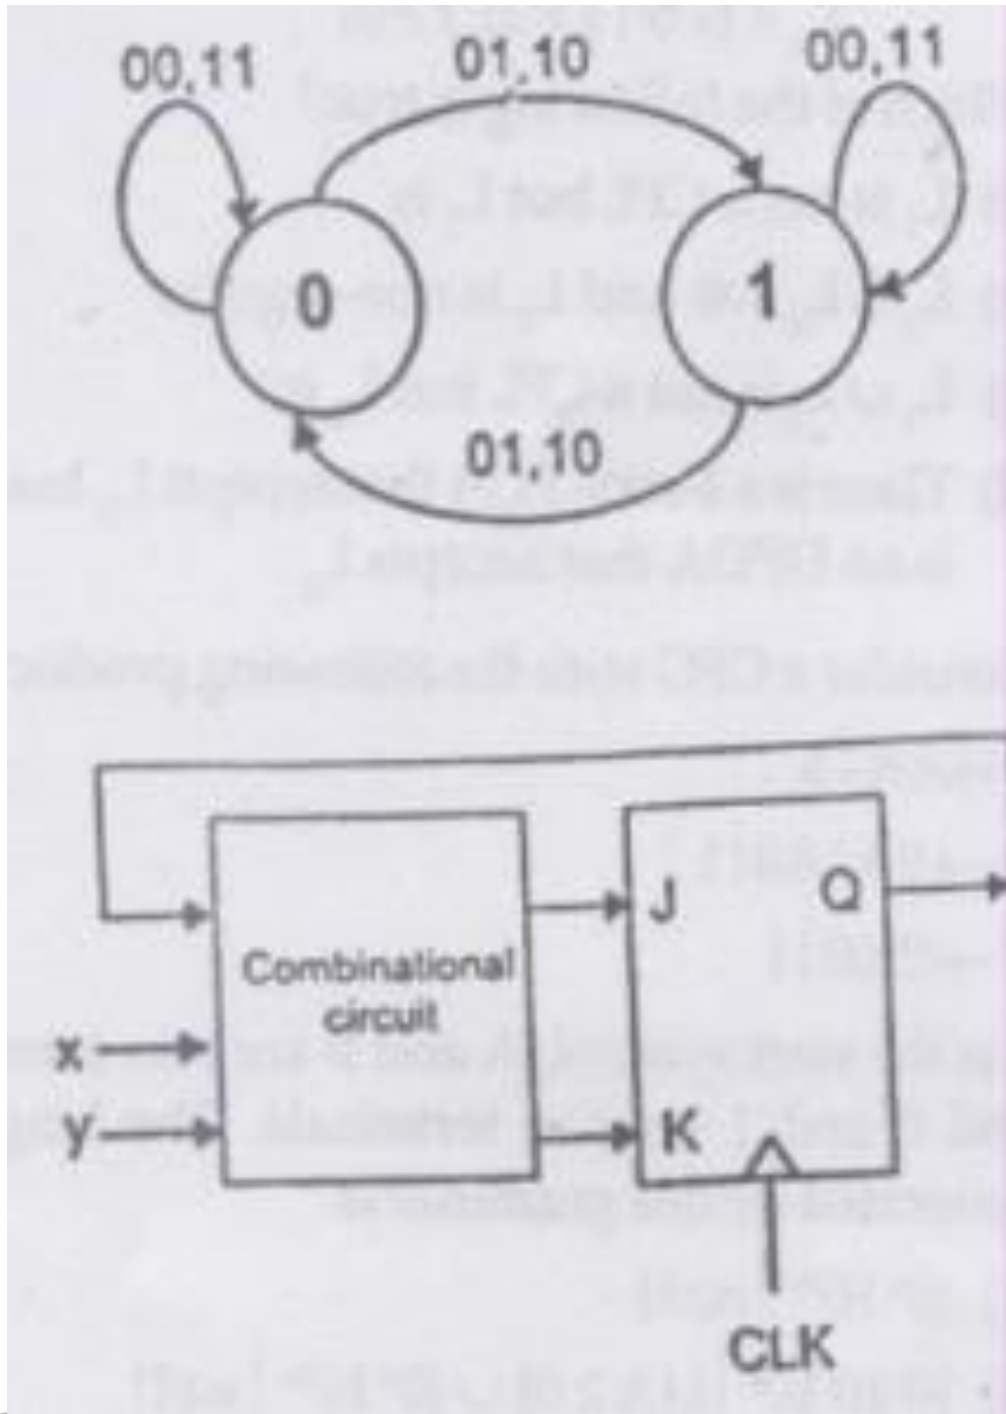 00,11
01,10
00,11
0
1
01,10
J
Q
Combinational
circuit
x
y
K
CLK